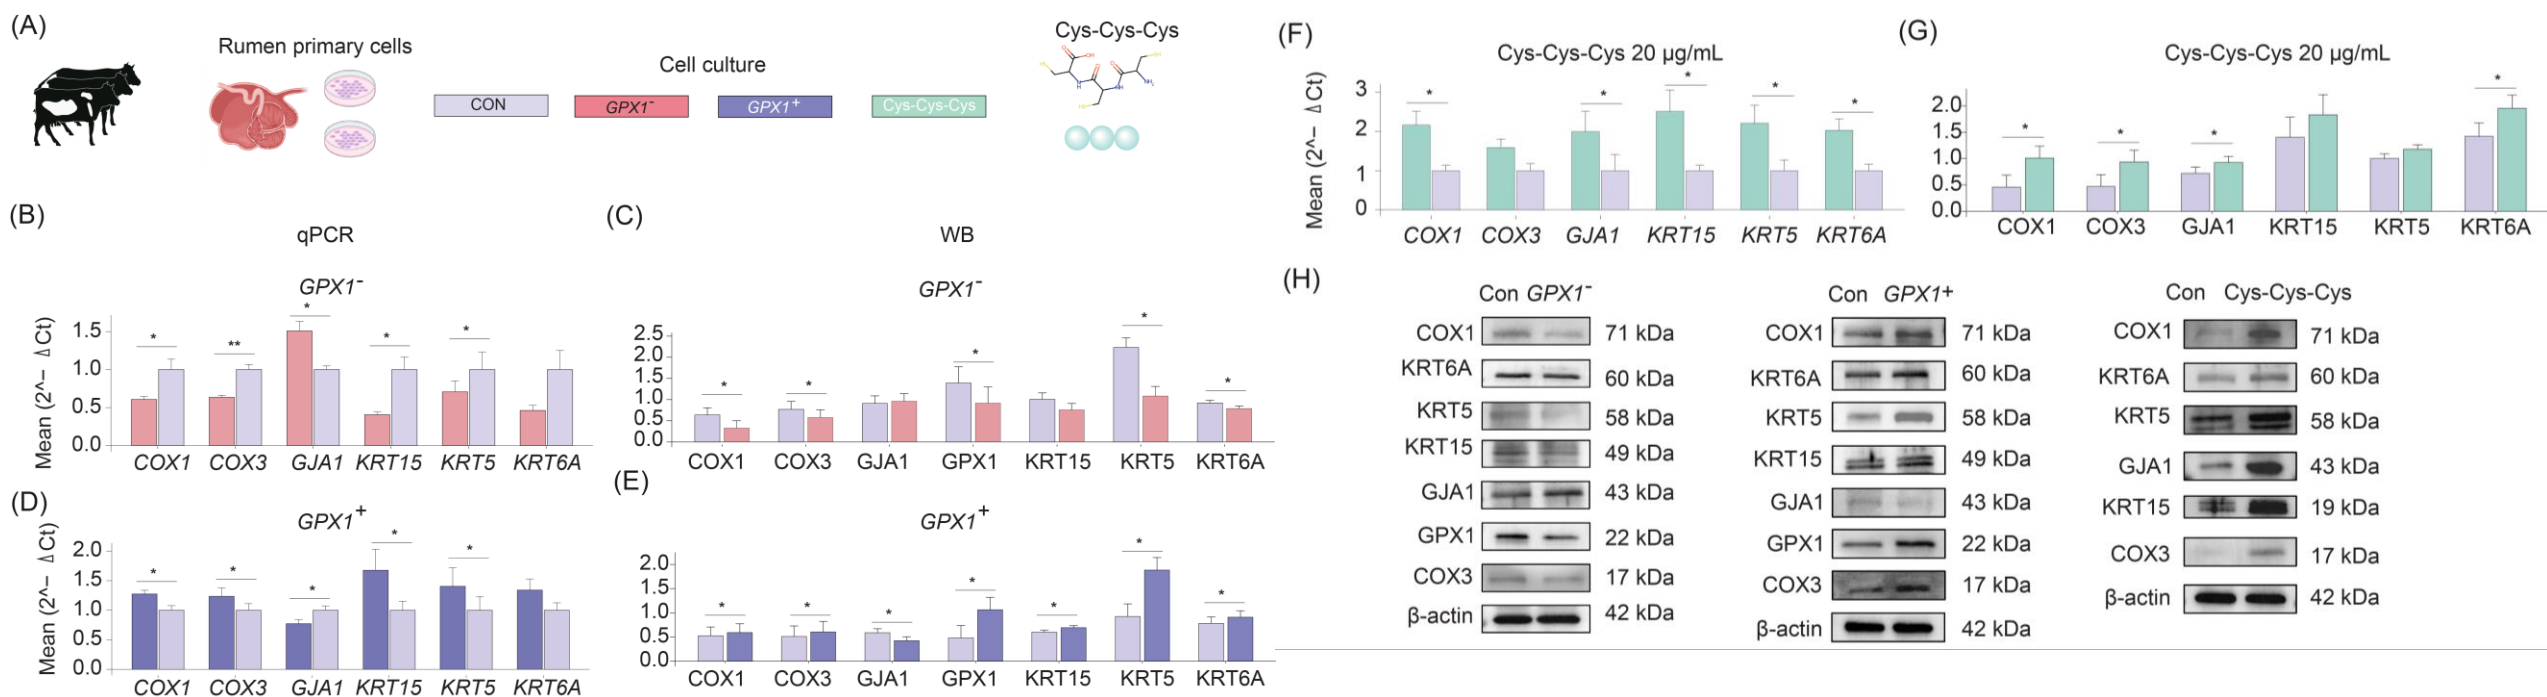 (A)
Rumen primary cells
Cell culture
CON
GPX1-
GPX1+
Cys-Cys-Cys
Cys-Cys-Cys
(B)
qPCR
GPX1-
Mean (2^− ΔCt)
1.5
1.0
0.5
0.0
*
**
*
*
*
COX1 COX3 GJA1 KRT15 KRT5 KRT6A
(C)
WB
GPX1-
2.5
2.0
1.5
1.0
0.5
0.0
*
*
*
*
*
COX1 COX3 GJA1 GPX1 KRT15 KRT5 KRT6A
(D)
GPX1+
Mean (2^− ΔCt)
2.0
1.5
1.0
0.5
0.0
*
*
*
*
*
COX1 COX3 GJA1 KRT15 KRT5 KRT6A
(E)
GPX1+
2.0
1.5
1.0
0.5
0.0
*
*
*
*
*
*
*
COX1 COX3 GJA1 GPX1 KRT15 KRT5 KRT6A
(F)
Cys-Cys-Cys 20 µg/mL
Mean (2^− ΔCt)
3
2
1
0
*
*
*
*
*
COX1 COX3 GJA1 KRT15 KRT5 KRT6A
(G)
Cys-Cys-Cys 20 µg/mL
2.0
1.5
1.0
0.5
0.0
*
*
*
*
COX1 COX3 GJA1 KRT15 KRT5 KRT6A
(H)
Con GPX1-
COX1 71 kDa
KRT6A 60 kDa
KRT5 58 kDa
KRT15 49 kDa
GJA1 43 kDa
GPX1 22 kDa
COX3 17 kDa
β-actin 42 kDa
Con GPX1+
COX1 71 kDa
KRT6A 60 kDa
KRT5 58 kDa
KRT15 49 kDa
GJA1 43 kDa
GPX1 22 kDa
COX3 17 kDa
β-actin 42 kDa
Con Cys-Cys-Cys
COX1 71 kDa
KRT6A 60 kDa
KRT5 58 kDa
GJA1 43 kDa
KRT15 19 kDa
COX3 17 kDa
β-actin 42 kDa